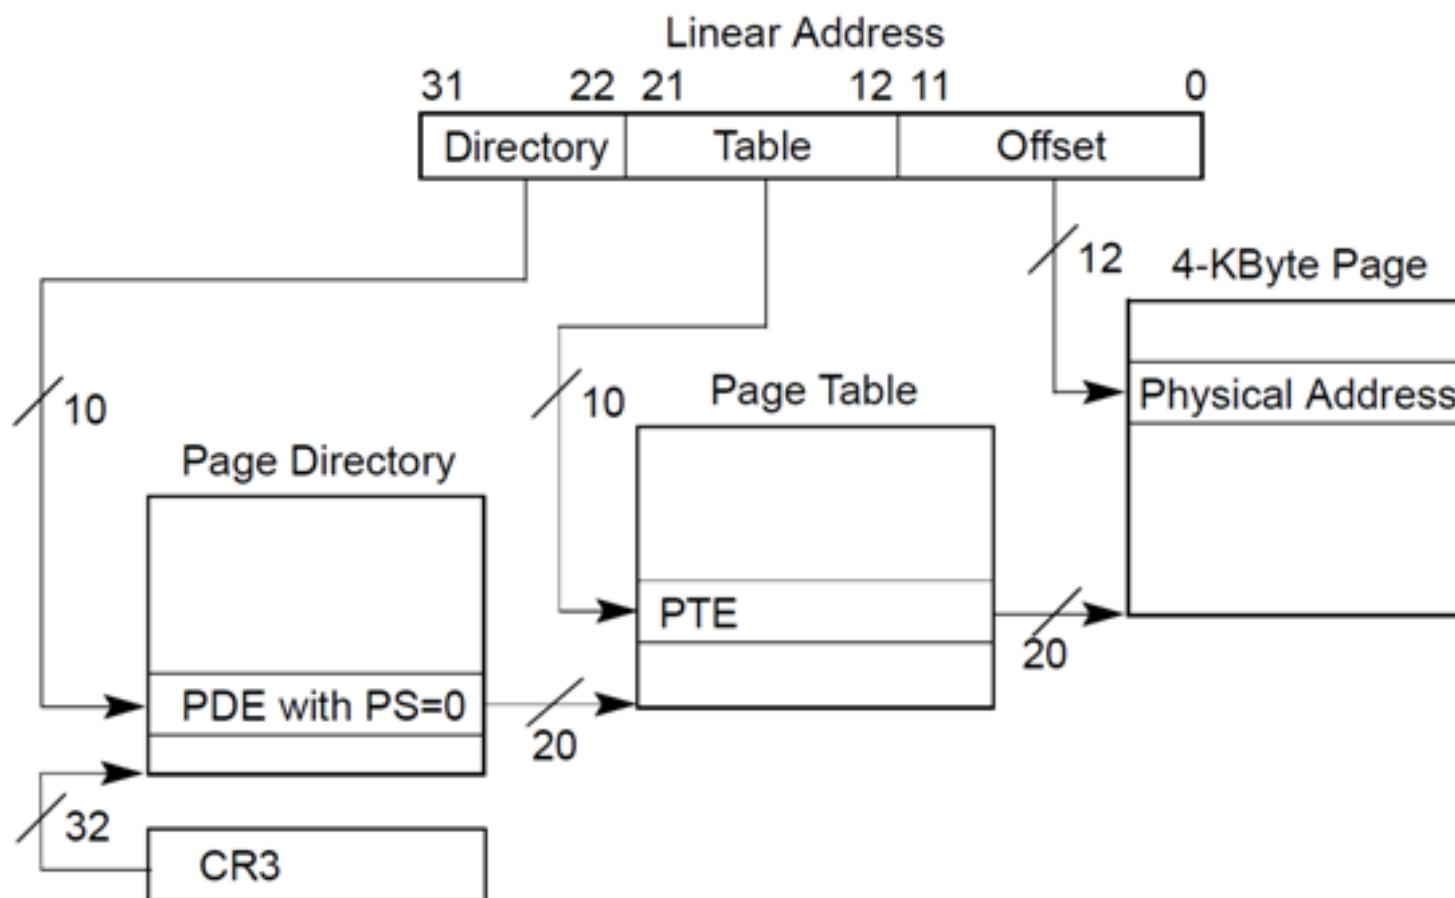 Linear Address
31 22 21 12 11 0
Directory Table Offset
12
4-KByte Page
10
10
Page Table
Physical Address
Page Directory
PTE
20
PDE with PS=0
20
32
CR3